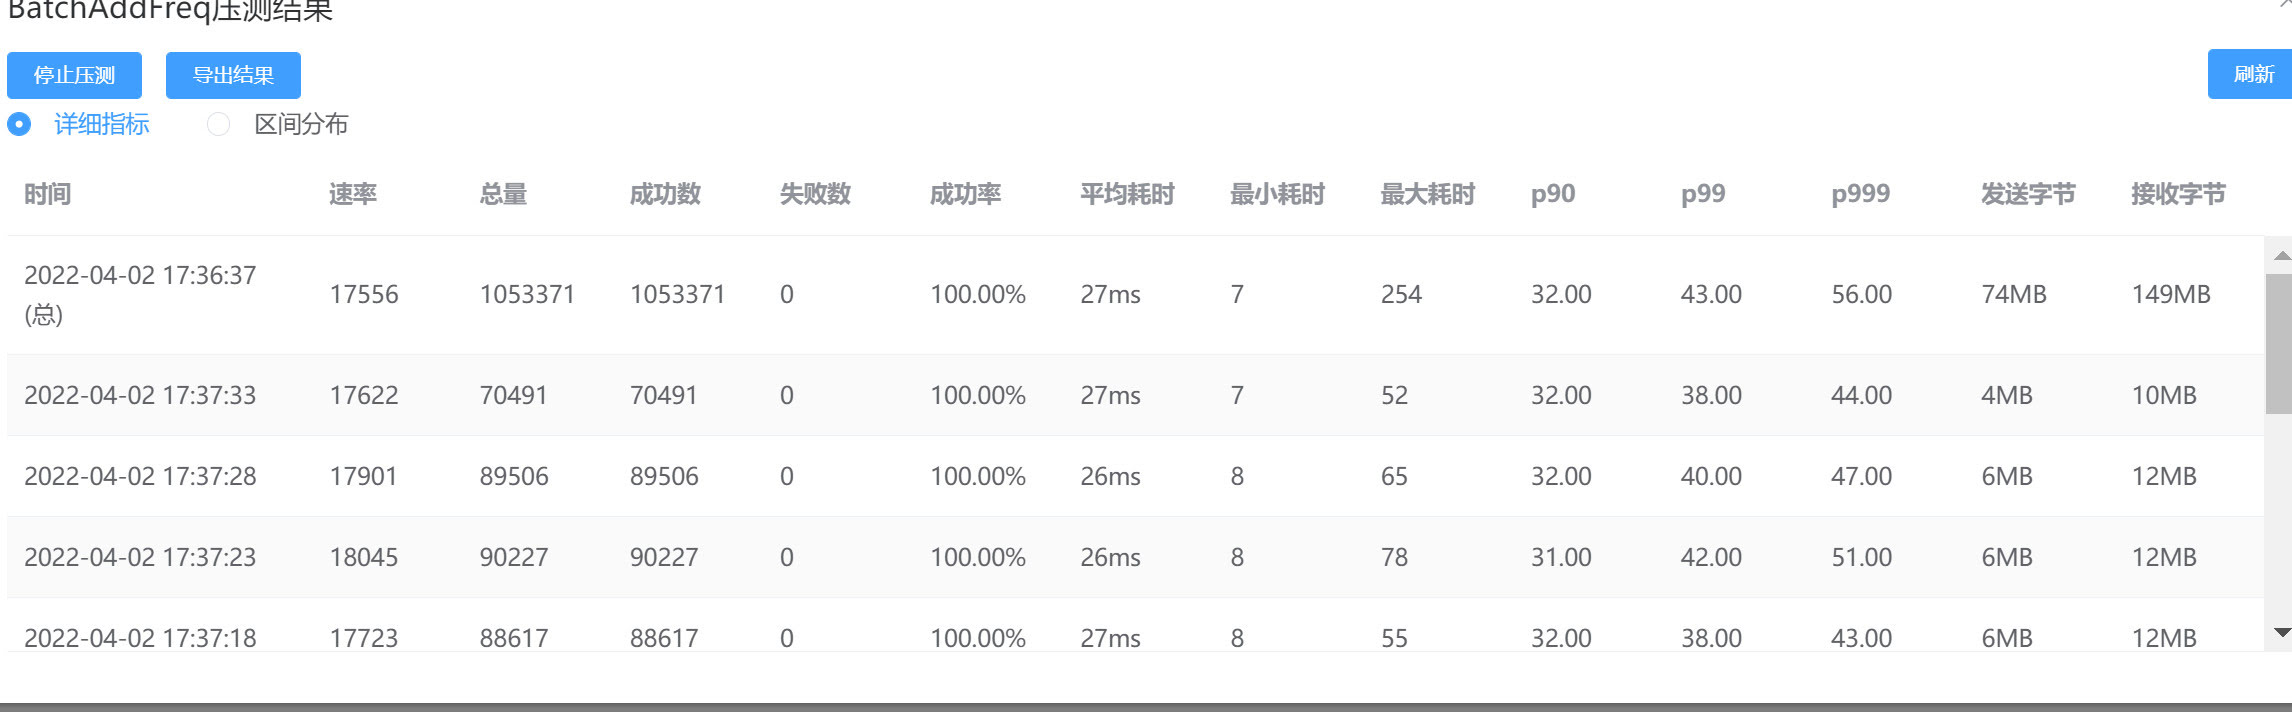 BatchAddFreq压测结果
停止压测 导出结果 刷新
详细指标 区间分布
时间 速率 总量 成功数 失败数 成功率 平均耗时 最小耗时 最大耗时 p90 p99 p999 发送字节 接收字节
2022-04-02 17:36:37 (总) 17556 1053371 1053371 0 100.00% 27ms 7 254 32.00 43.00 56.00 74MB 149MB
2022-04-02 17:37:33 17622 70491 70491 0 100.00% 27ms 7 52 32.00 38.00 44.00 4MB 10MB
2022-04-02 17:37:28 17901 89506 89506 0 100.00% 26ms 8 65 32.00 40.00 47.00 6MB 12MB
2022-04-02 17:37:23 18045 90227 90227 0 100.00% 26ms 8 78 31.00 42.00 51.00 6MB 12MB
2022-04-02 17:37:18 17723 88617 88617 0 100.00% 27ms 8 55 32.00 38.00 43.00 6MB 12MB